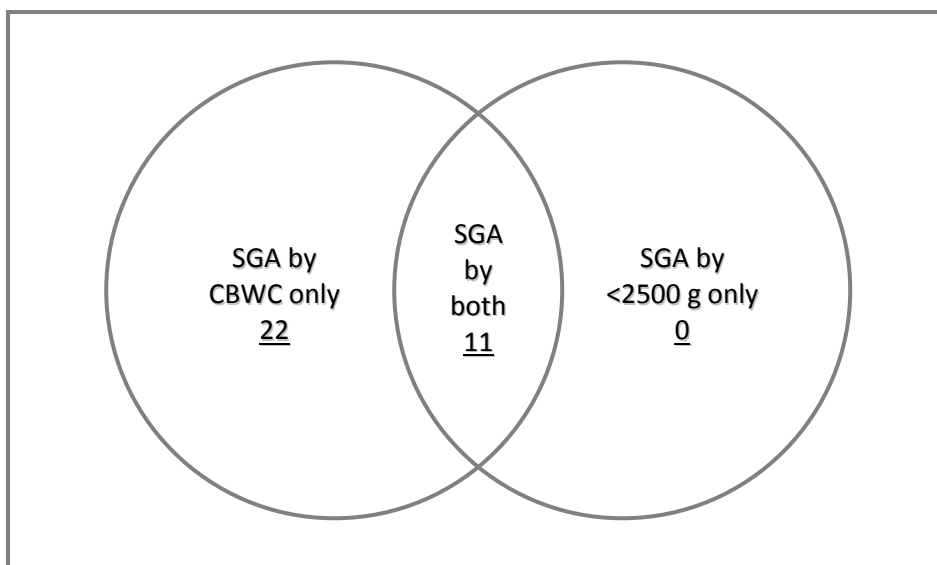 SGA by
CBWC only
22
SGA
by
both
11
SGA by
<2500 g only
0